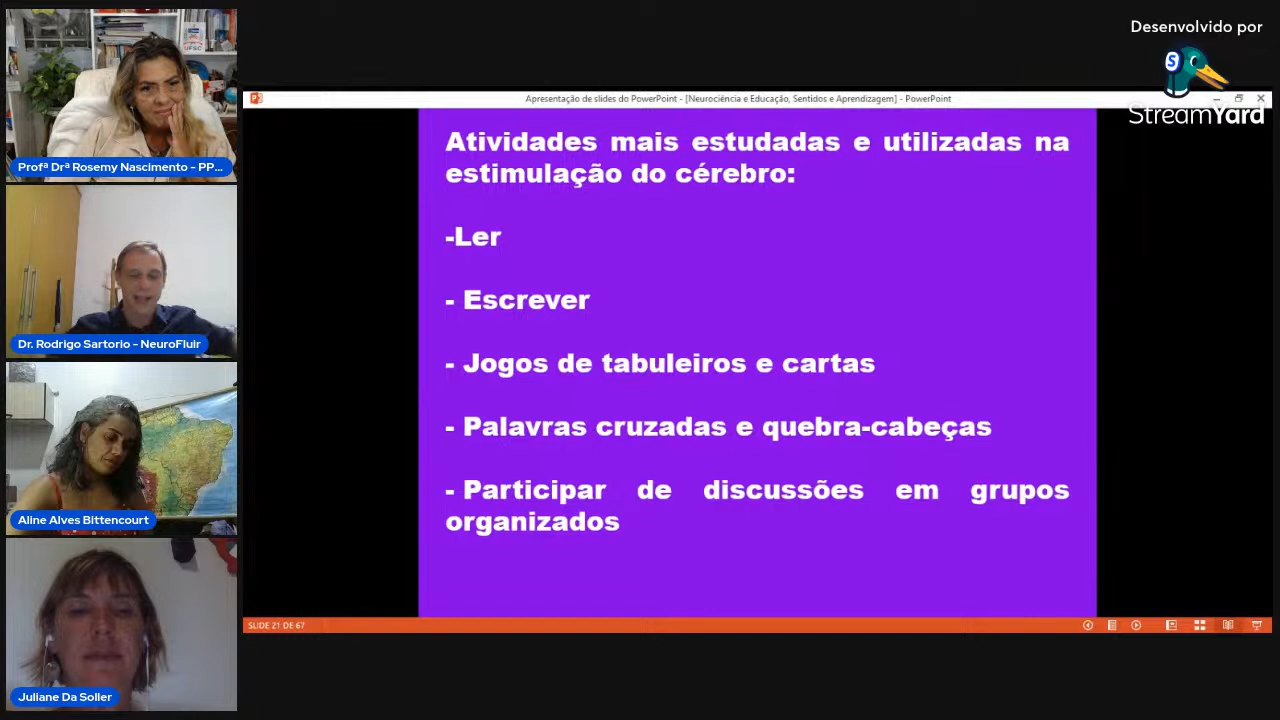 Desenvolvido por
StreamYard
Apresentação de slides do PowerPoint - [Neurociência e Educação, Sentidos e Aprendizagem] - PowerPoint
Atividades mais estudadas e utilizadas na
estimulação do cérebro:
-Ler
- Escrever
- Jogos de tabuleiros e cartas
- Palavras cruzadas e quebra-cabeças
- Participar de discussões em grupos
organizados
SLIDE 21 DE 67
UFSC
Profª Drª Rosemy Nascimento - PP...
Dr. Rodrigo Sartorio - NeuroFluir
Aline Alves Bittencourt
Juliane Da Soller